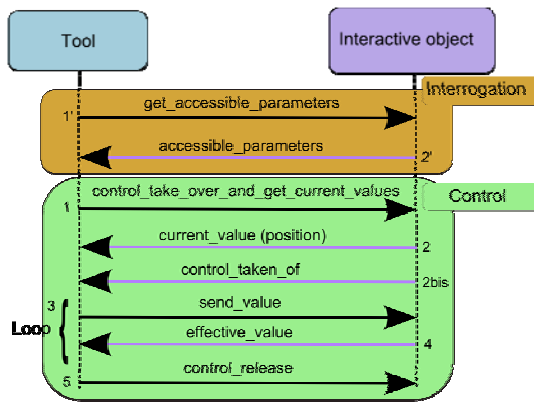 Tool
Interactive object
Interrogation
get_accessible_parameters
1'
accessible_parameters
2'
control_take_over_and_get_current_values
Control
1
current_value (position)
2
control_taken_of
2bis
3
send_value
Loop
effective_value
4
control_release
5